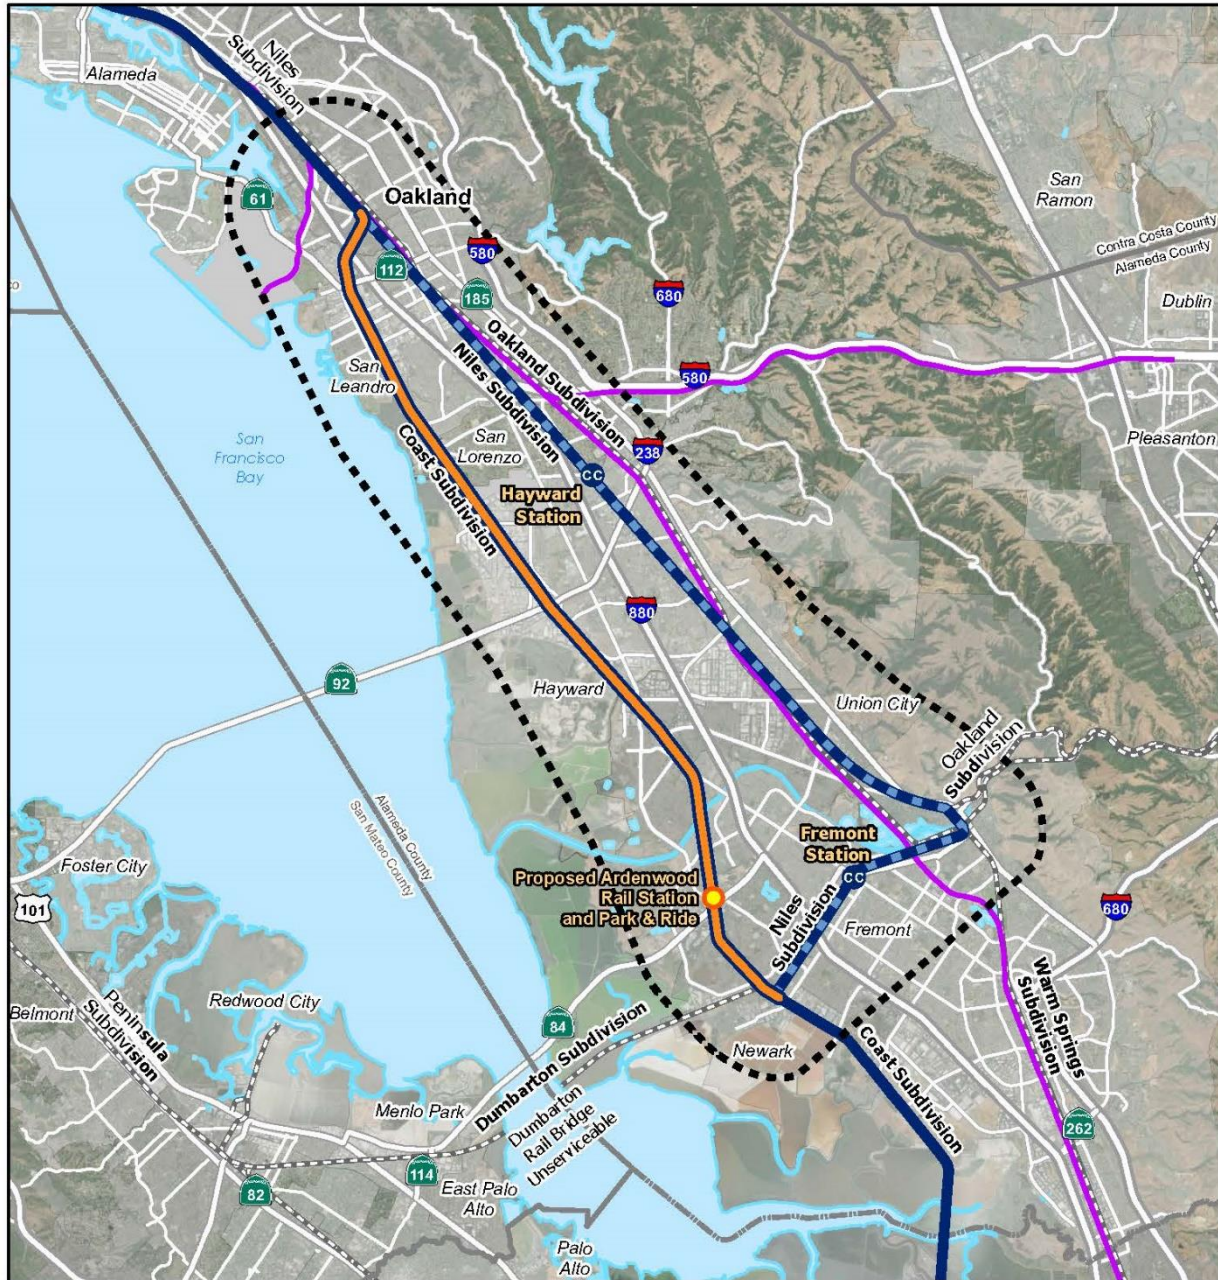 Niles
Subdivision
Alameda
61
Oakland
580
112
185
680
San
Ramon
Contra Costa County
Alameda County
Dublin
580
San
Leandro
Oakland Subdivision
Niles Subdivision
Coast Subdivision
San
Lorenzo
238
Pleasanton
San
Francisco
Bay
CC
Hayward
Station
880
92
Hayward
Union City
Oakland
Subdivision
Alameda County
San Mateo County
Foster City
101
Fremont
Station
CC
Proposed Ardenwood
Rail Station
and Park & Ride
Niles
Subdivision
Fremont
680
Warm Springs
Subdivision
Belmont
Peninsula
Subdivision
Redwood City
84
Dumbarton Subdivision
Newark
Coast Subdivision
Menlo Park
Dumbarton
Rail Bridge
Unserviceable
262
114
82
East Palo
Alto
Palo
Alto